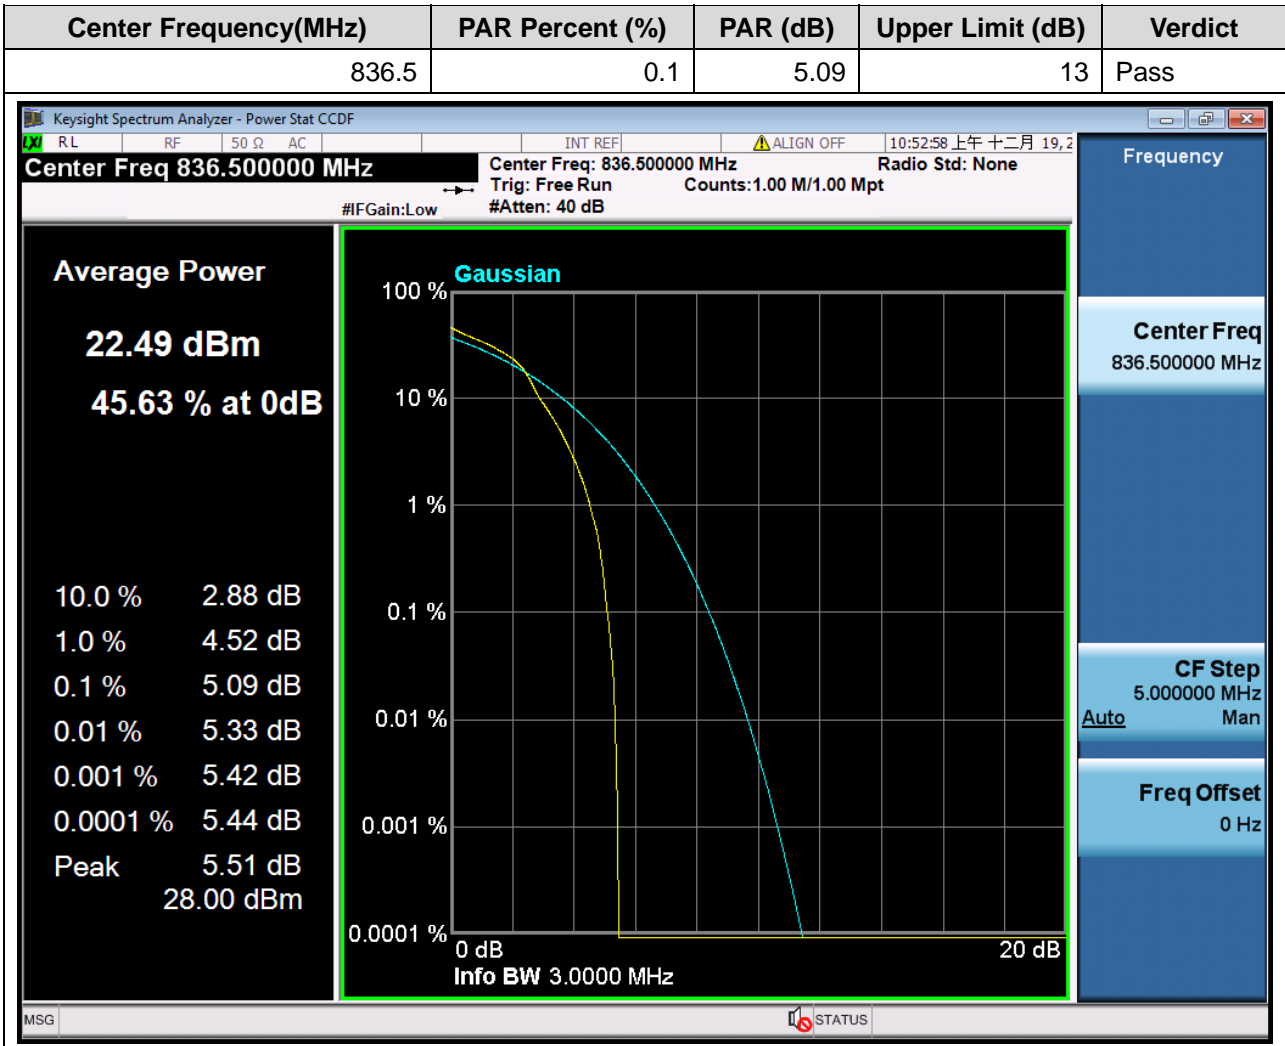 Center Frequency(MHz) PAR Percent (%) PAR (dB) Upper Limit (dB) Verdict
836.5 0.1 5.09 13 Pass
Keysight Spectrum Analyzer - Power Stat CCDF
LXI RL RF 50 Ω AC INT REF ALIGN OFF 10:52:58 上午 十二月 19, 2
Center Freq 836.500000 MHz
Center Freq: 836.500000 MHz Radio Std: None
Trig: Free Run Counts:1.00 M/1.00 Mpt
#IFGain:Low #Atten: 40 dB
Average Power
22.49 dBm
45.63 % at 0dB
10.0 % 2.88 dB
1.0 % 4.52 dB
0.1 % 5.09 dB
0.01 % 5.33 dB
0.001 % 5.42 dB
0.0001 % 5.44 dB
Peak 5.51 dB
28.00 dBm
Gaussian
100 %
10 %
1 %
0.1 %
0.01 %
0.001 %
0.0001 %
0 dB 20 dB
Info BW 3.0000 MHz
Frequency
Center Freq
836.500000 MHz
CF Step
5.000000 MHz
Auto Man
Freq Offset
0 Hz
MSG STATUS